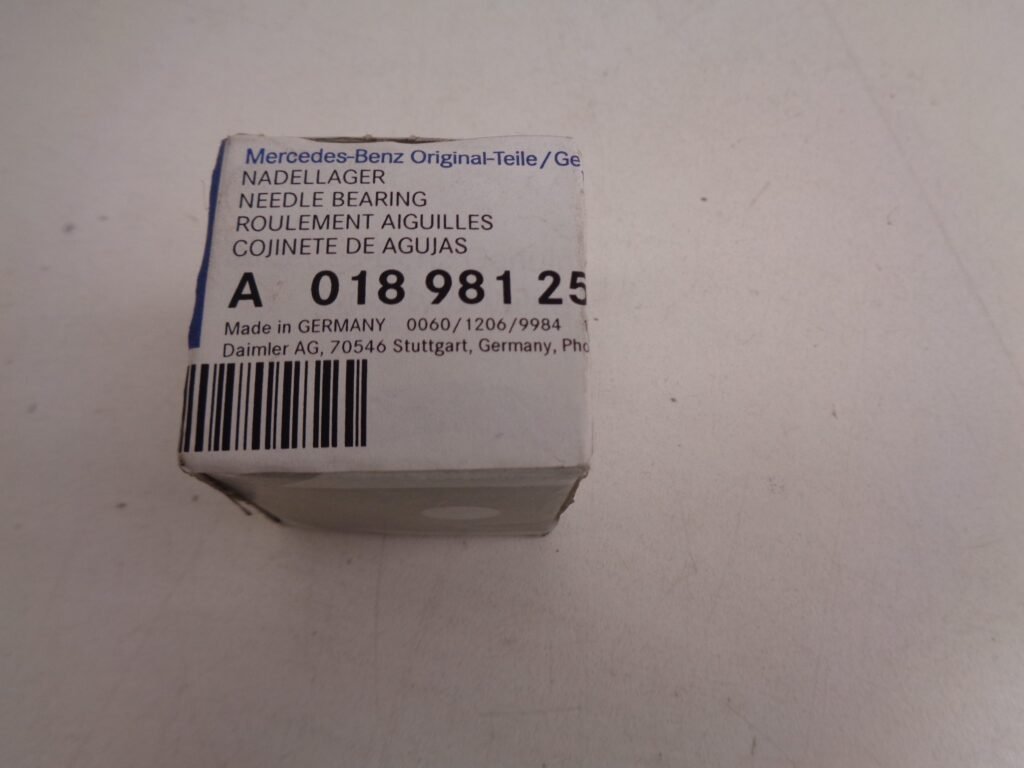 Mercedes-Benz Original-Teile/Ge
NADELLAGER
NEEDLE BEARING
ROULEMENT AIGUILLES
COJINETE DE AGUJAS
A 018 981 25
Made in GERMANY 0060/1206/9984
Daimler AG, 70546 Stuttgart, Germany, Pho